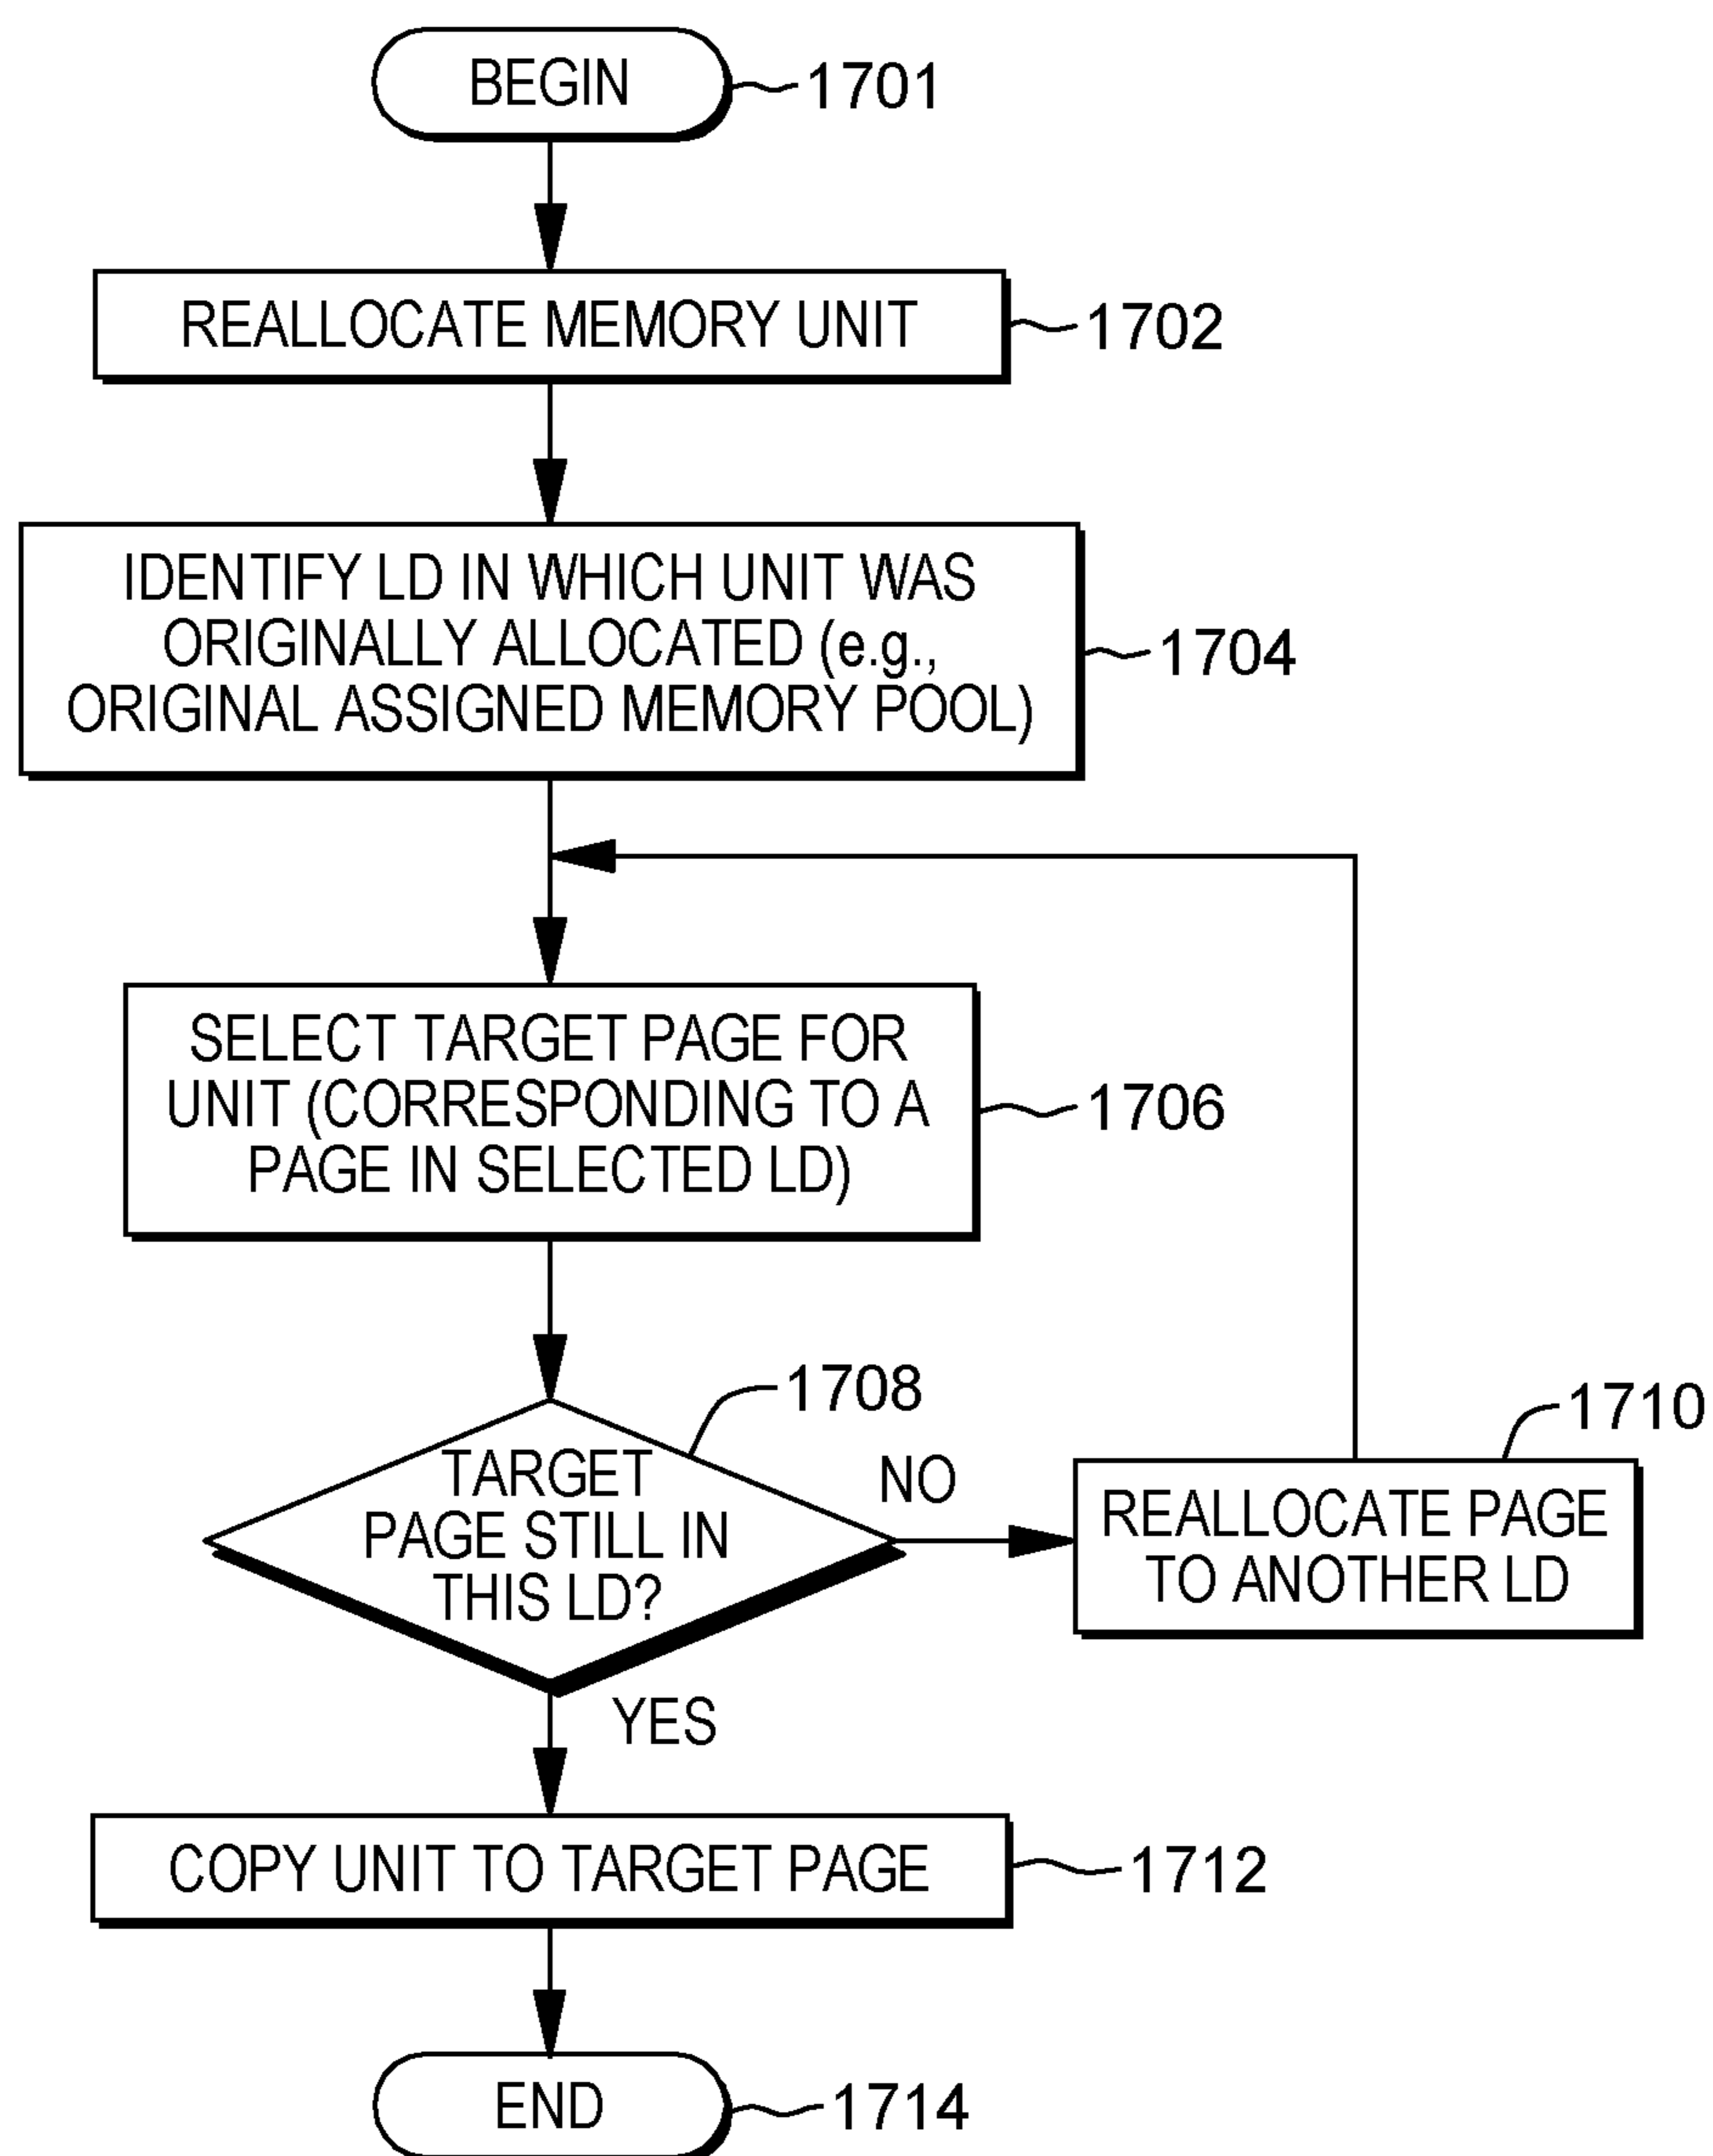 BEGIN
1701
REALLOCATE MEMORY UNIT
1702
IDENTIFY LD IN WHICH UNIT WAS
ORIGINALLY ALLOCATED (e.g.,
ORIGINAL ASSIGNED MEMORY POOL)
1704
SELECT TARGET PAGE FOR
UNIT (CORRESPONDING TO A
PAGE IN SELECTED LD)
1706
TARGET
PAGE STILL IN
THIS LD?
1708
NO
REALLOCATE PAGE
TO ANOTHER LD
1710
YES
COPY UNIT TO TARGET PAGE
1712
END
1714